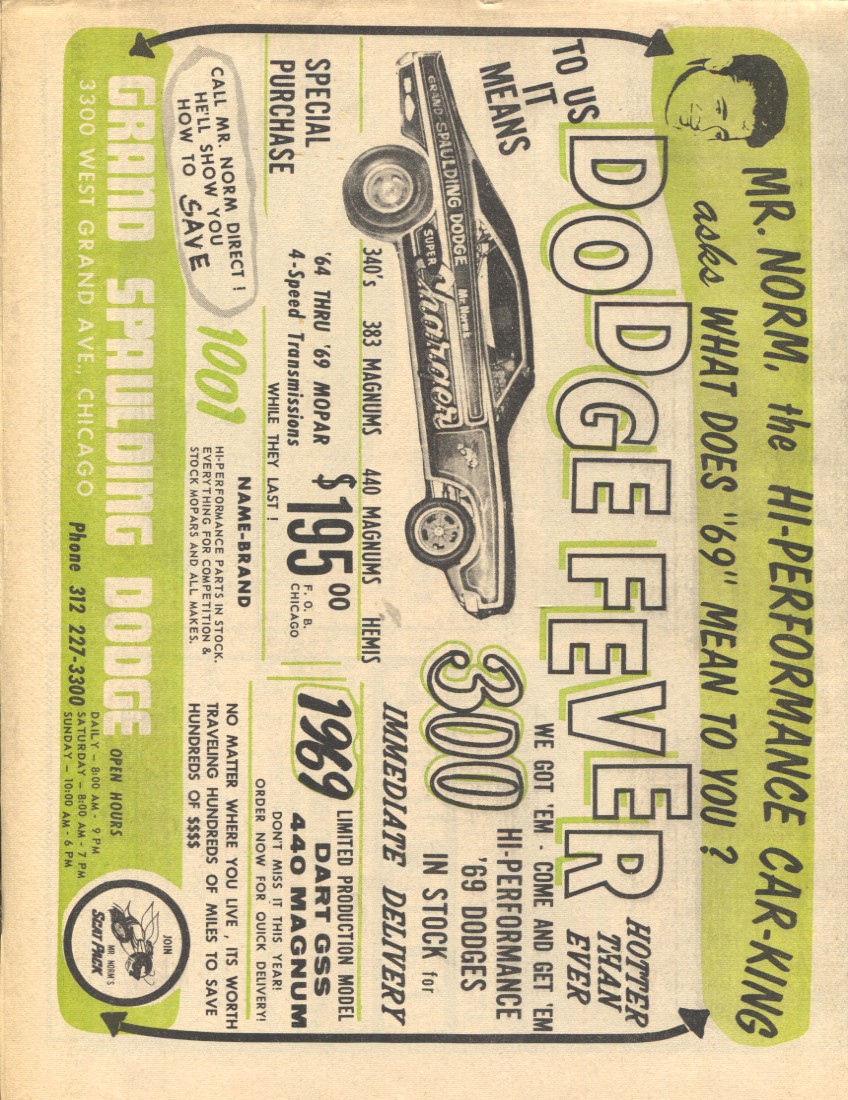 MR. NORM, the HI-PERFORMANCE CAR-KING
asks WHAT DOES "69" MEAN TO YOU?
TO US
IT
MEANS
DODGE FEVER
HOTTER
THAN
EVER
GRAND SPAULDING DODGE
Mr. Norm's
SUPER Charger
WE GOT 'EM - COME AND GET 'EM
300
HI-PERFORMANCE
'69 DODGES
IN STOCK for
IMMEDIATE DELIVERY
340's 383 MAGNUMS 440 MAGNUMS HEMIS
SPECIAL
PURCHASE
'64 THRU '69 MOPAR
4-Speed Transmissions
WHILE THEY LAST!
$195.00
F. O. B.
CHICAGO
1969
LIMITED PRODUCTION MODEL
DART GSS
440 MAGNUM
DON'T MISS IT THIS YEAR!
ORDER NOW FOR QUICK DELIVERY!
CALL MR. NORM DIRECT!
HE'LL SHOW YOU
HOW TO SAVE
1001
NAME-BRAND
HI-PERFORMANCE PARTS IN STOCK.
EVERYTHING FOR COMPETITION &
STOCK MOPARS AND ALL MAKES.
NO MATTER WHERE YOU LIVE, ITS WORTH
TRAVELING HUNDREDS OF MILES TO SAVE
HUNDREDS OF $$$$
GRAND SPAULDING DODGE
3300 WEST GRAND AVE., CHICAGO
Phone 312 227-3300
OPEN HOURS
DAILY — 8:00 AM - 9 PM
SATURDAY — 8:00 AM - 7 PM
SUNDAY — 10:00 AM - 6 PM
JOIN
MR. NORM'S
SCAT PACK